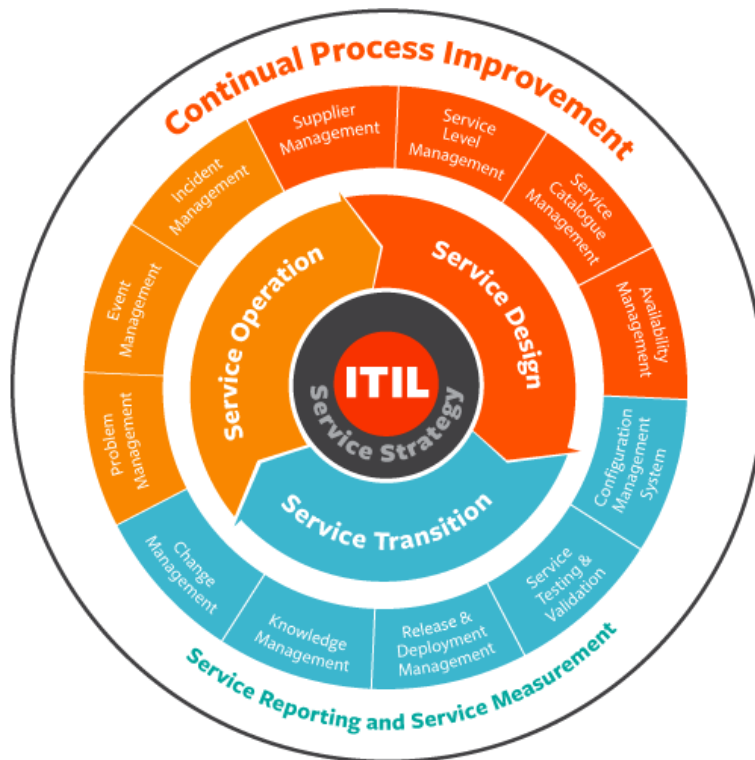 Continual Process Improvement
Supplier
Management
Service
Level
Management
Service
Catalogue
Management
Availability
Management
Configuration
Management
System
Service
Testing &
Validation
Release &
Deployment
Management
Knowledge
Management
Change
Management
Problem
Management
Event
Management
Incident
Management
Service Operation
Service Design
Service Transition
ITIL
Service Strategy
Service Reporting and Service Measurement